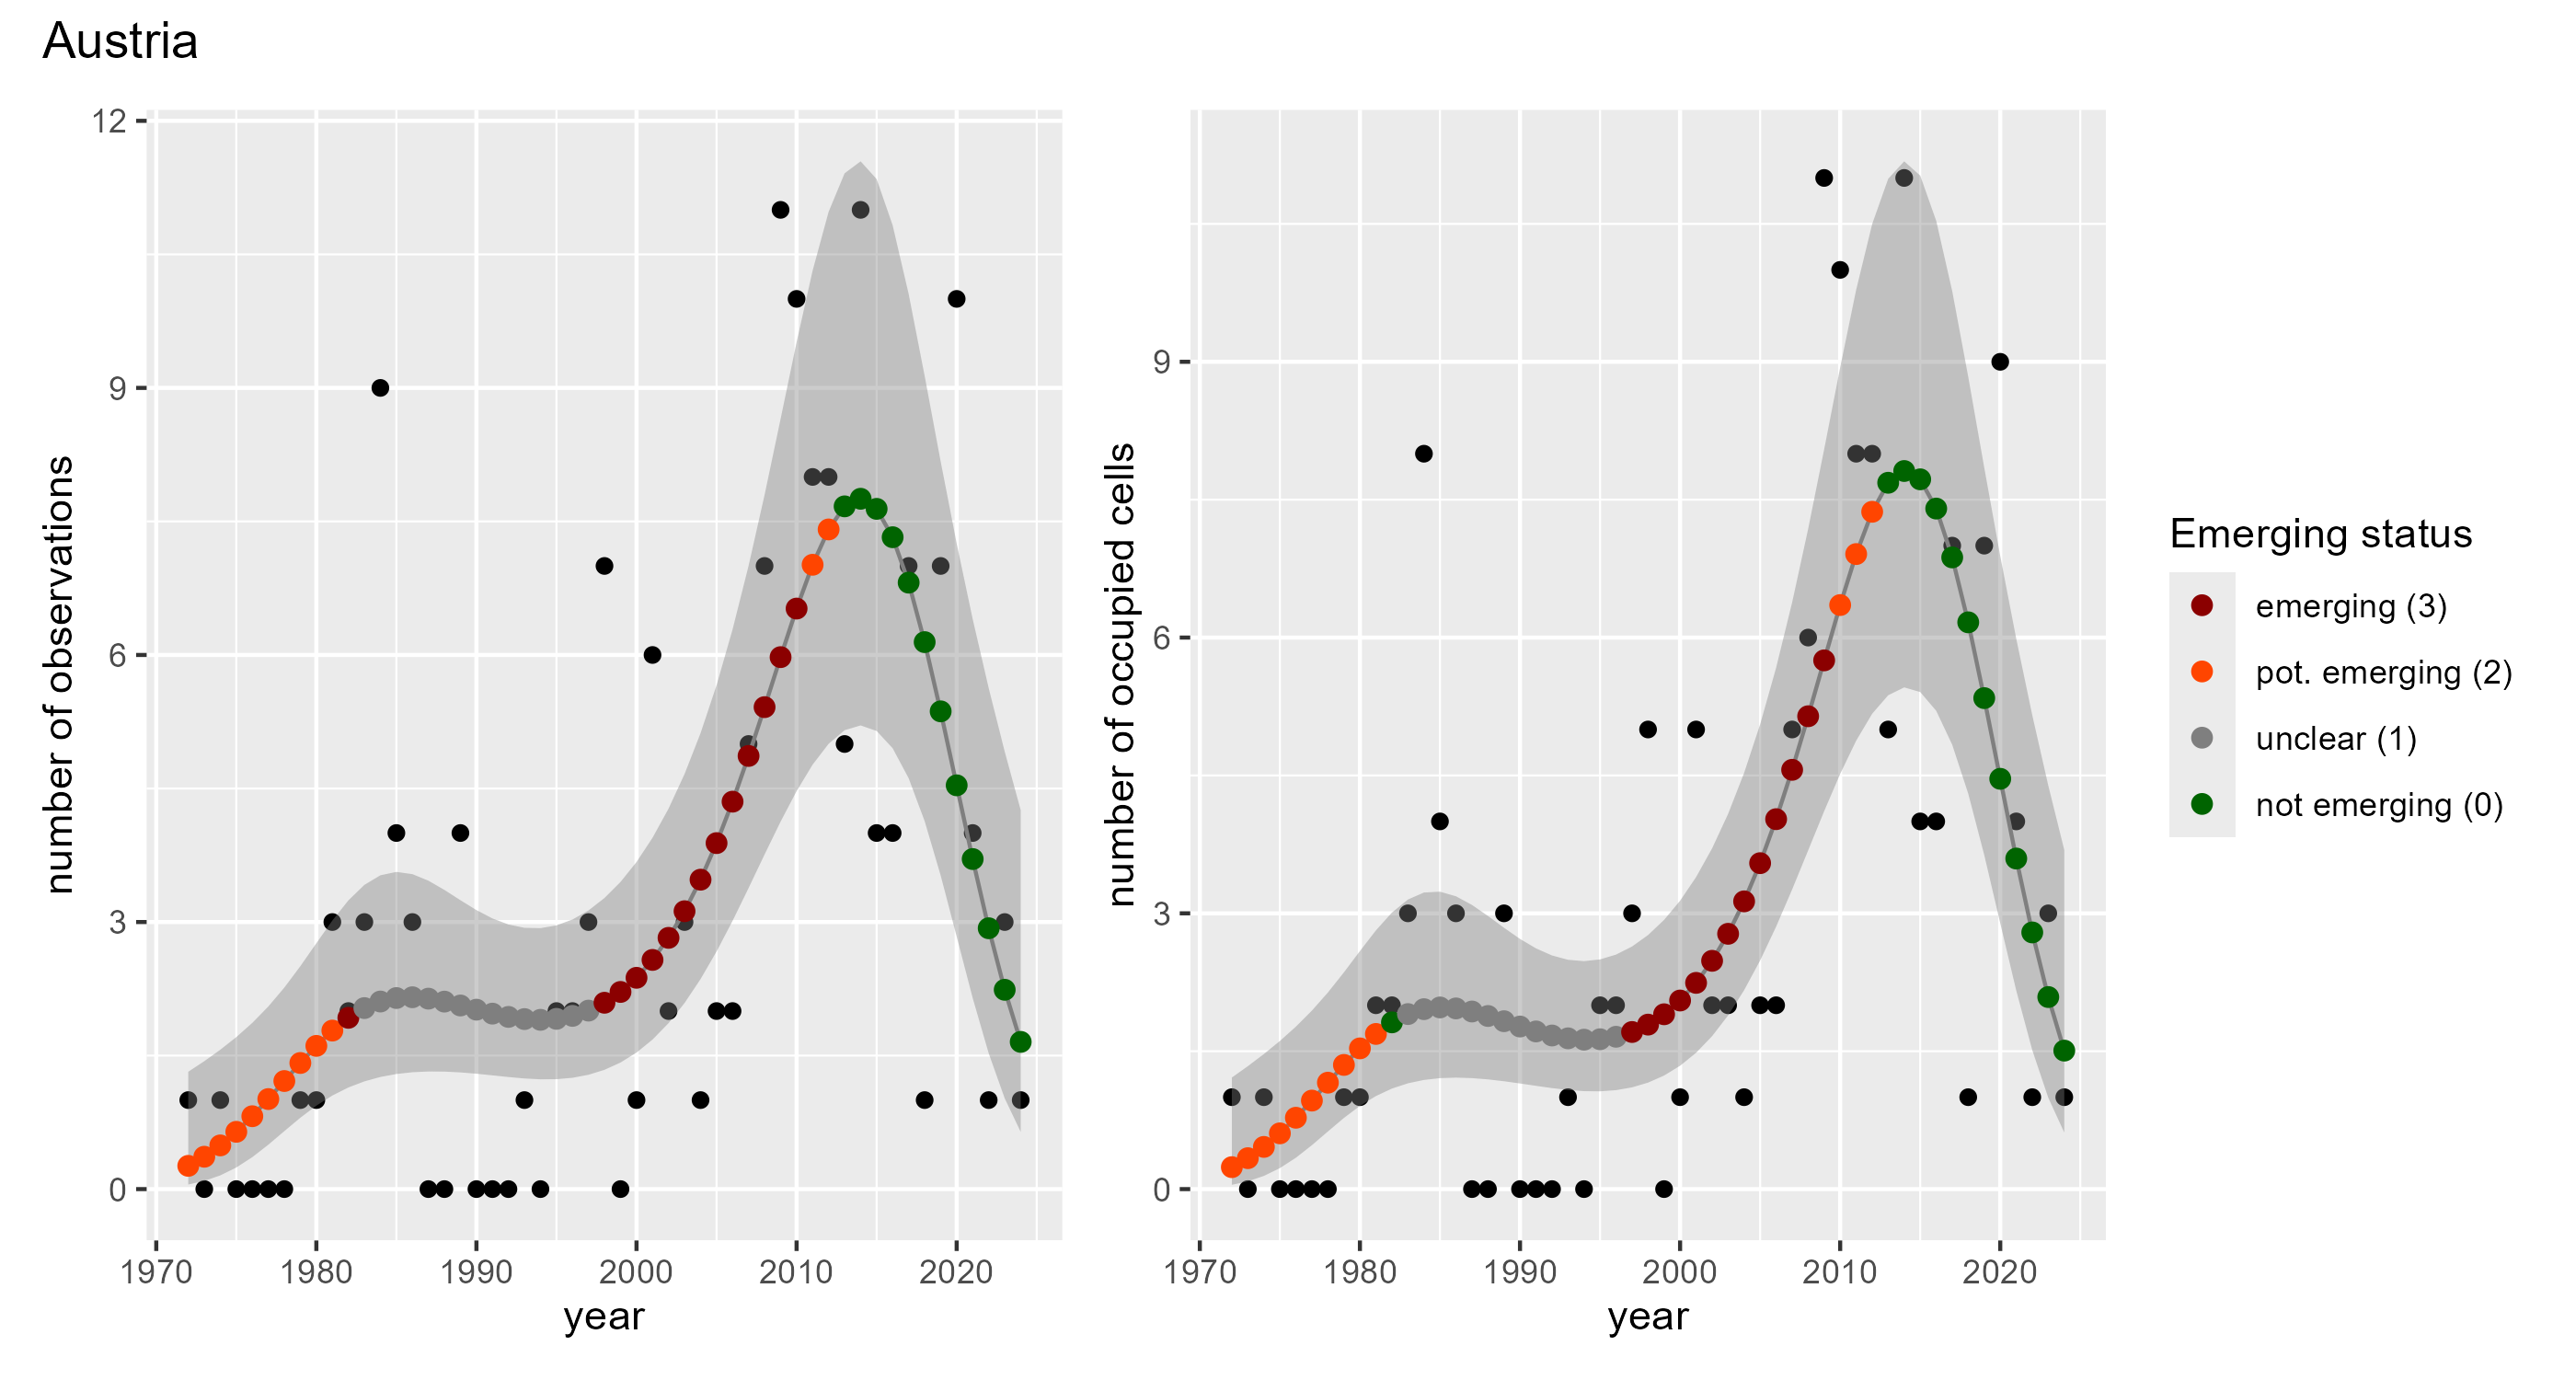 Austria
number of observations
12
9
6
3
0
1970 1980 1990 2000 2010 2020
year
number of occupied cells
9
6
3
0
1970 1980 1990 2000 2010 2020
year
Emerging status
emerging (3)
pot. emerging (2)
unclear (1)
not emerging (0)